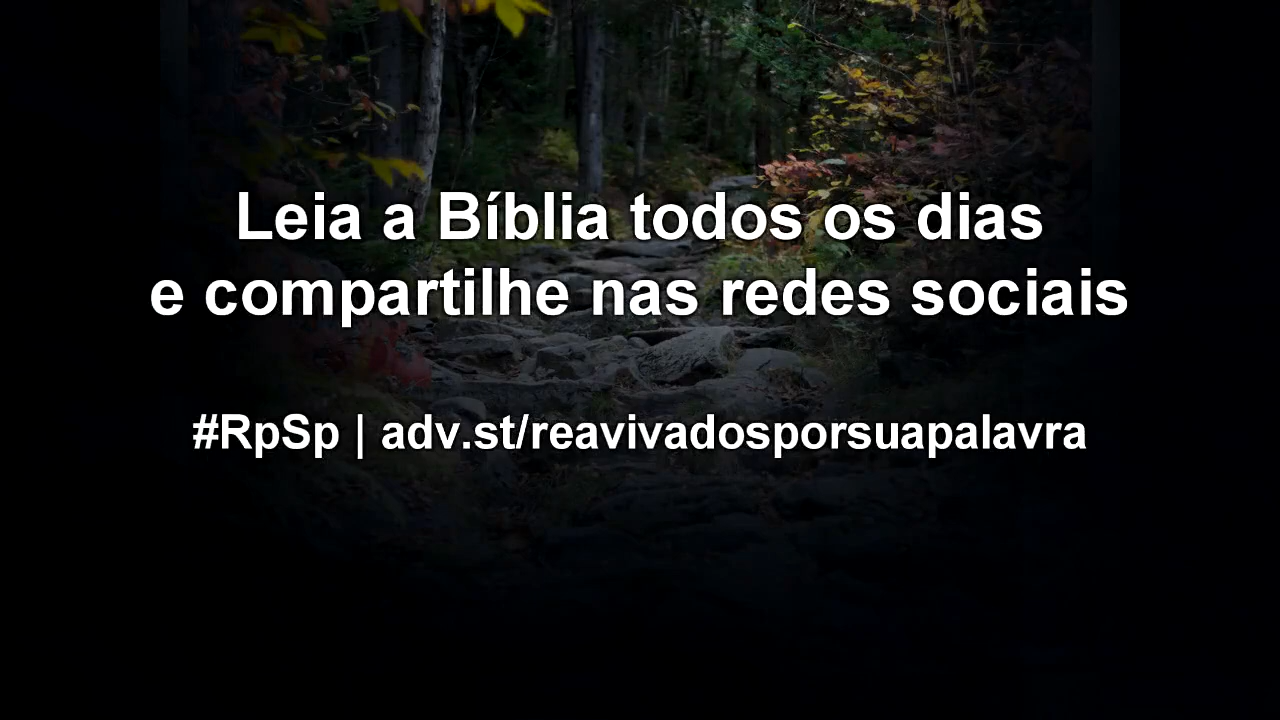 Leia a Bíblia todos os dias
e compartilhe nas redes sociais
#RpSp | adv.st/reavivadosporsuapalavra